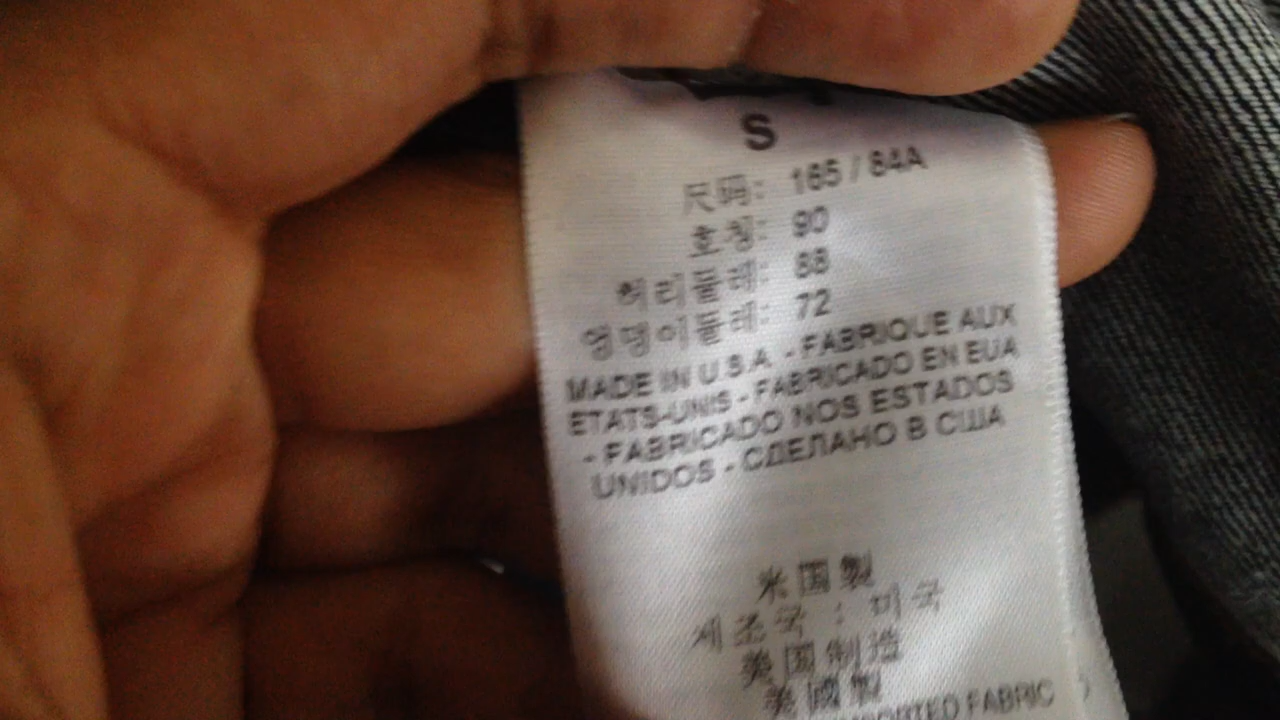 S
尺码: 165 / 84A
호칭: 90
허리둘레: 88
엉덩이둘레: 72
MADE IN U.S.A. - FABRIQUE AUX
ETATS-UNIS - FABRICADO EN EUA
- FABRICADO NOS ESTADOS
UNIDOS - СДЕЛАНО В США
米国製
제조국 : 미국
美国制造
美國製
FABRIC